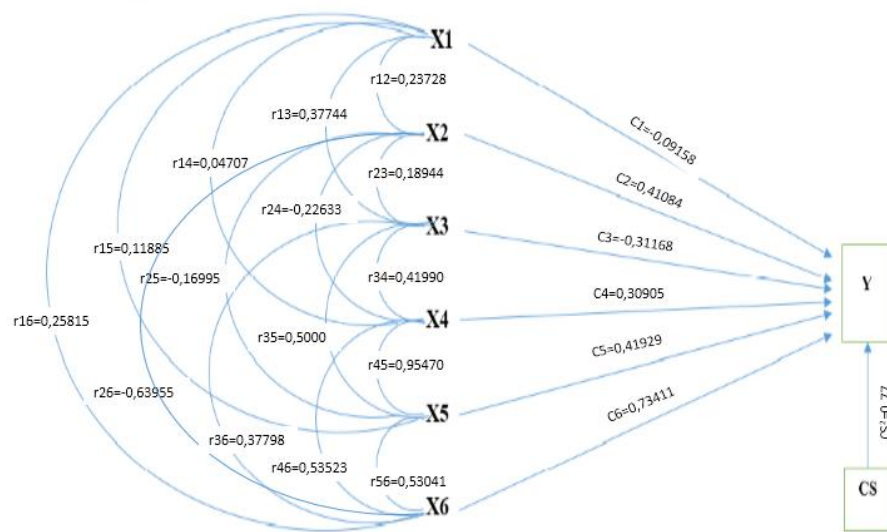 X1
r12=0,23728
r13=0,37744
C1=-0,09158
X2
r14=0,04707
r23=0,18944
C2=0,41084
r24=-0,22633
X3
C3=-0,31168
r15=0,11885
r25=-0,16995
r34=0,41990
Y
C4=0,30905
r16=0,25815
X4
r35=0,5000
C5=0,41929
r45=0,95470
r26=-0,63955
C6=0,73411
X5
r36=0,37798
r46=0,53523
r56=0,53041
CS
X6